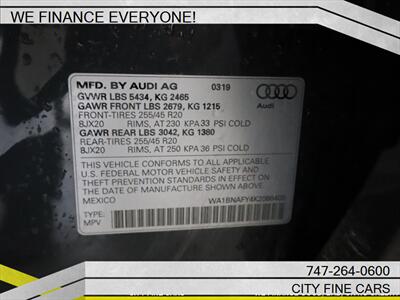 WE FINANCE EVERYONE!
MFD. BY AUDI AG 0319
GVWR LBS 5434, KG 2465
GAWR FRONT LBS 2679, KG 1215
FRONT-TIRES 255/45 R20
8JX20 RIMS, AT 230 KPA 33 PSI COLD
GAWR REAR LBS 3042, KG 1380
REAR-TIRES 255/45 R20
8JX20 RIMS, AT 250 KPA 36 PSI COLD
Audi
THIS VEHICLE CONFORMS TO ALL APPLICABLE
U.S. FEDERAL MOTOR VEHICLE SAFETY AND
THEFT PREVENTION STANDARDS IN EFFECT ON THE
DATE OF MANUFACTURE SHOWN ABOVE.
MEXICO
TYPE:
MPV
747-264-0600
CITY FINE CARS